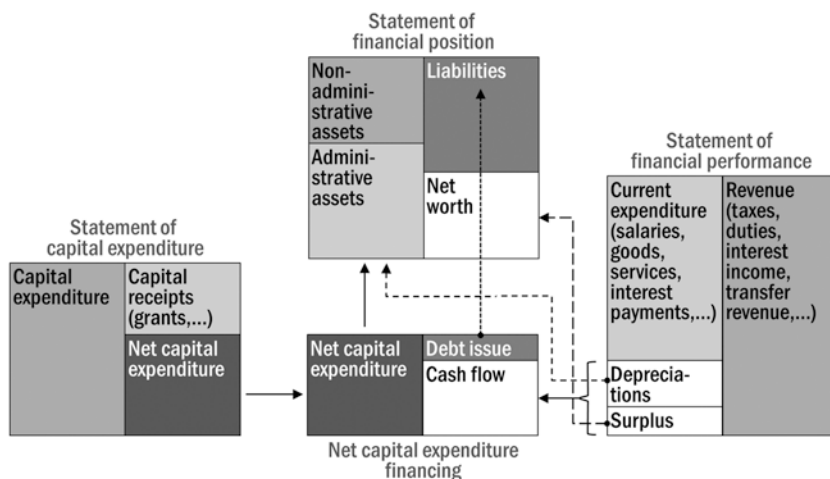 Statement of
financial position
Non-
admini-
strative
assets
Liabilities
Admini-
strative
assets
Net
worth
Statement of
financial performance
Current
expenditure
(salaries,
goods,
services,
interest
payments,...)
Revenue
(taxes,
duties,
interest
income,
transfer
revenue,...)
Deprecia-
tions
Surplus
Statement of
capital expenditure
Capital
expenditure
Capital
receipts
(grants,...)
Net capital
expenditure
Net capital
expenditure
Debt issue
Cash flow
Net capital expenditure
financing